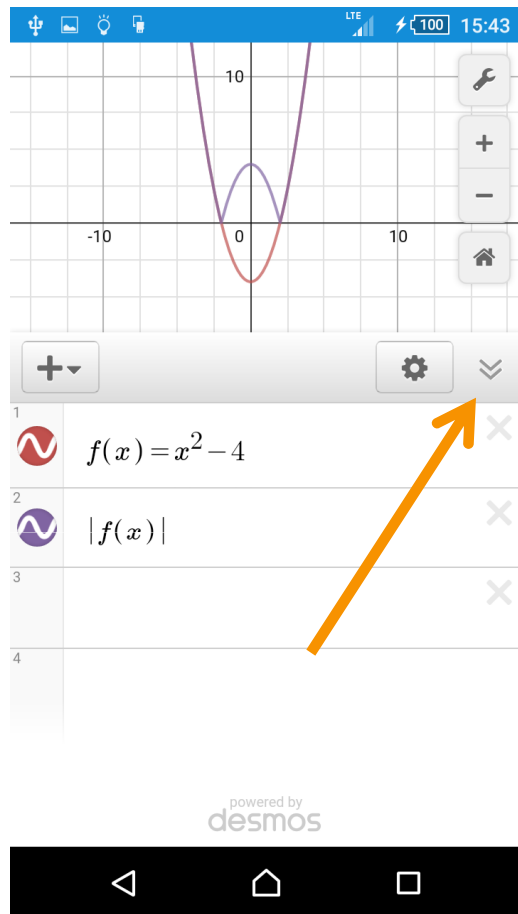 LTE 100 15:43
10
-10 0 10
1
f(x)=x²-4
2
|f(x)|
3
4
powered by
desmos